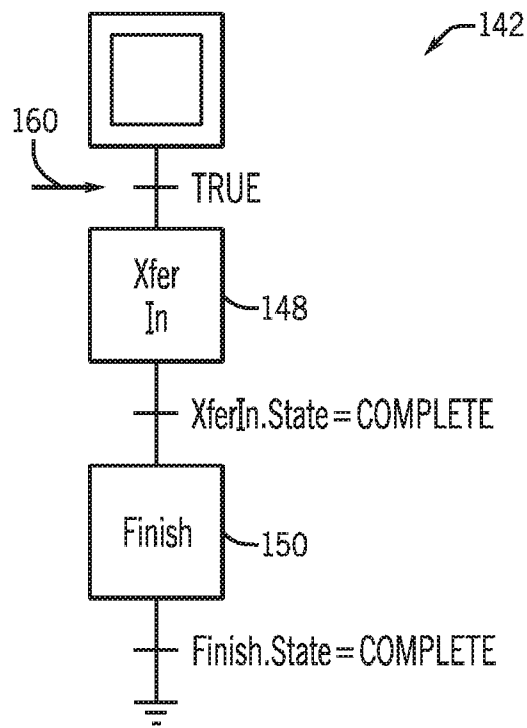 142
160
TRUE
Xfer
In
148
XferIn.State=COMPLETE
Finish
150
Finish.State=COMPLETE